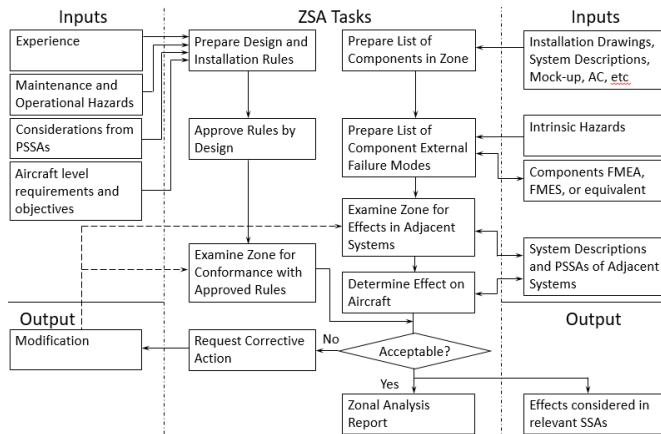 Inputs
ZSA Tasks
Inputs
Experience
Prepare Design and
Installation Rules
Prepare List of
Components in Zone
Installation Drawings,
System Descriptions,
Mock-up, AC, etc
Maintenance and
Operational Hazards
Considerations from
PSSAs
Approve Rules by
Design
Prepare List of
Component External
Failure Modes
Intrinsic Hazards
Aircraft level
requirements and
objectives
Components FMEA,
FMES, or equivalent
Examine Zone for
Effects in Adjacent
Systems
Examine Zone for
Conformance with
Approved Rules
System Descriptions
and PSSAs of Adjacent
Systems
Determine Effect on
Aircraft
Output
Output
Modification
Request Corrective
Action
No
Acceptable?
Yes
Zonal Analysis
Report
Effects considered in
relevant SSAs